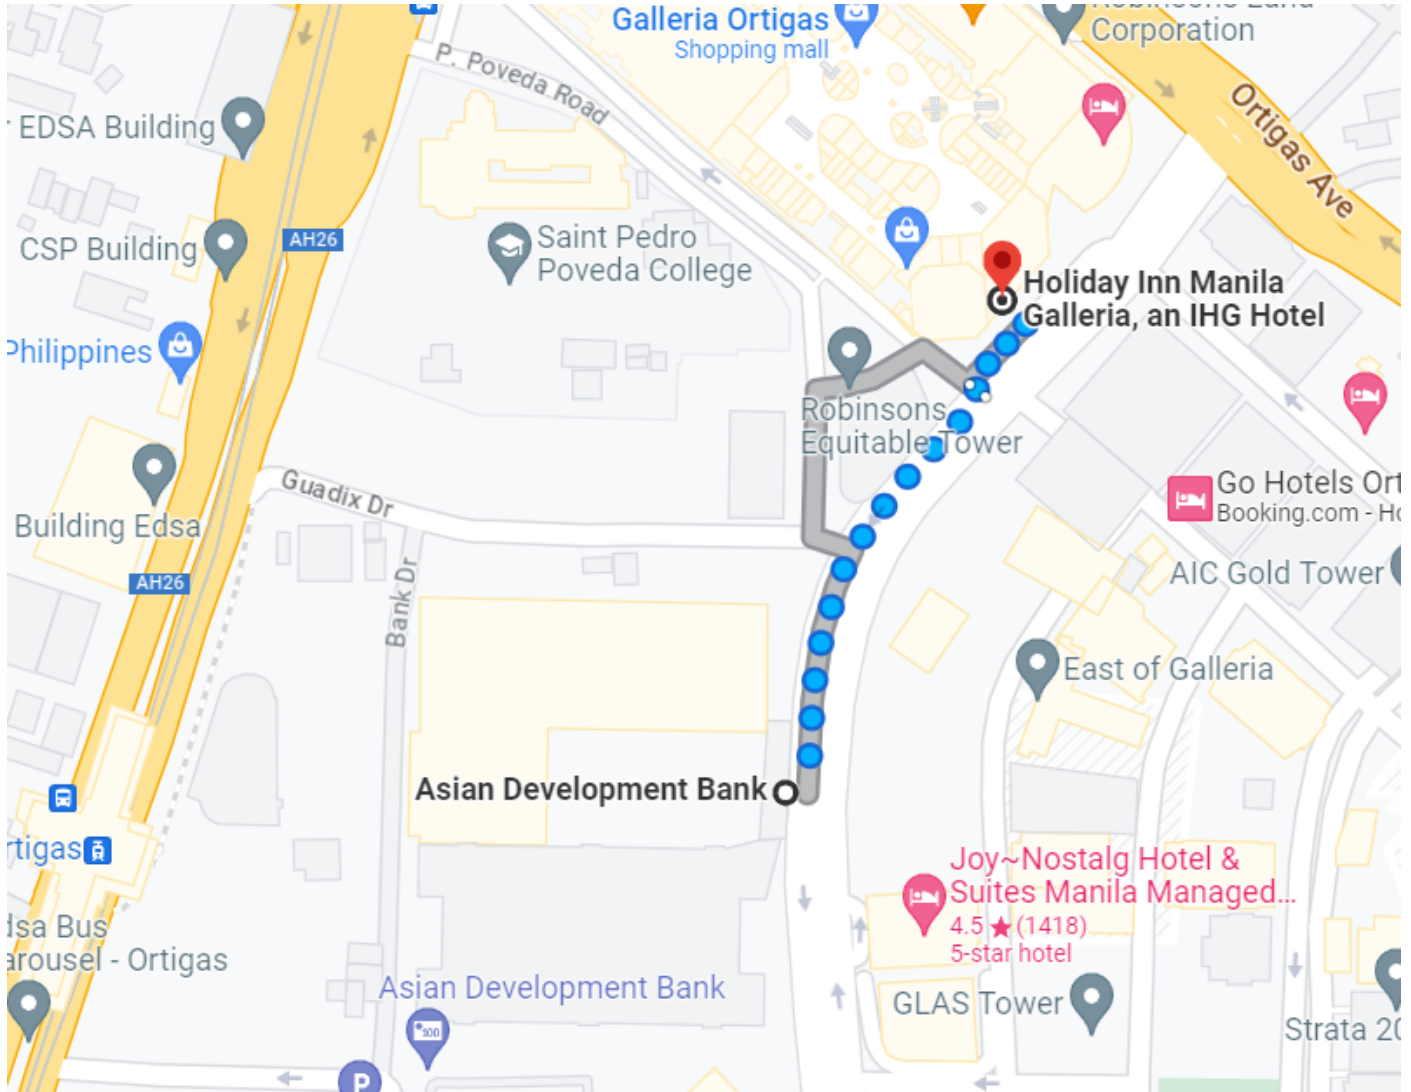 Galleria Ortigas
Shopping mall
Corporation
P. Poveda Road
EDSA Building
Ortigas Ave
CSP Building
AH26
Saint Pedro
Poveda College
Holiday Inn Manila
Galleria, an IHG Hotel
Philippines
Robinsons
Equitable Tower
Guadix Dr
Go Hotels Ort
Booking.com - Ho
Building Edsa
AH26
Bank Dr
AIC Gold Tower
East of Galleria
Asian Development Bank
rtigas
Joy~Nostalg Hotel &
Suites Manila Managed...
4.5 ★ (1418)
5-star hotel
dsa Bus
arousel - Ortigas
Asian Development Bank
GLAS Tower
Strata 20
P